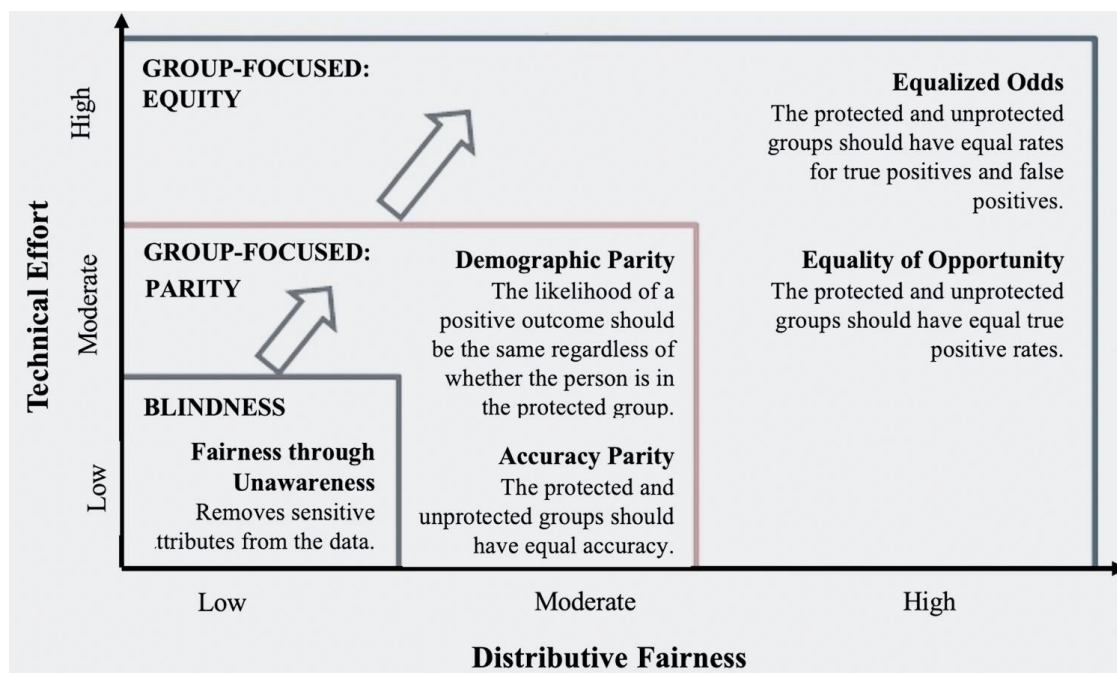 GROUP-FOCUSED:
EQUITY
Equalized Odds
The protected and unprotected
groups should have equal rates
for true positives and false
positives.
GROUP-FOCUSED:
PARITY
Demographic Parity
The likelihood of a
positive outcome should
be the same regardless of
whether the person is in
the protected group.
Equality of Opportunity
The protected and unprotected
groups should have equal true
positive rates.
BLINDNESS
Fairness through
Unawareness
Removes sensitive
ttributes from the data.
Accuracy Parity
The protected and
unprotected groups should
have equal accuracy.
Technical Effort
High
Moderate
Low
Low
Moderate
High
Distributive Fairness